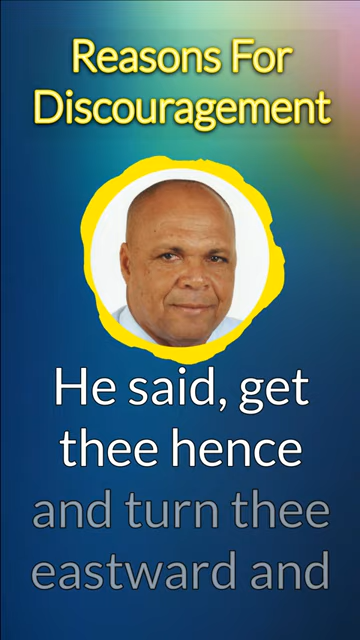 Reasons For
Discouragement
He said, get
thee hence
and turn thee
eastward and